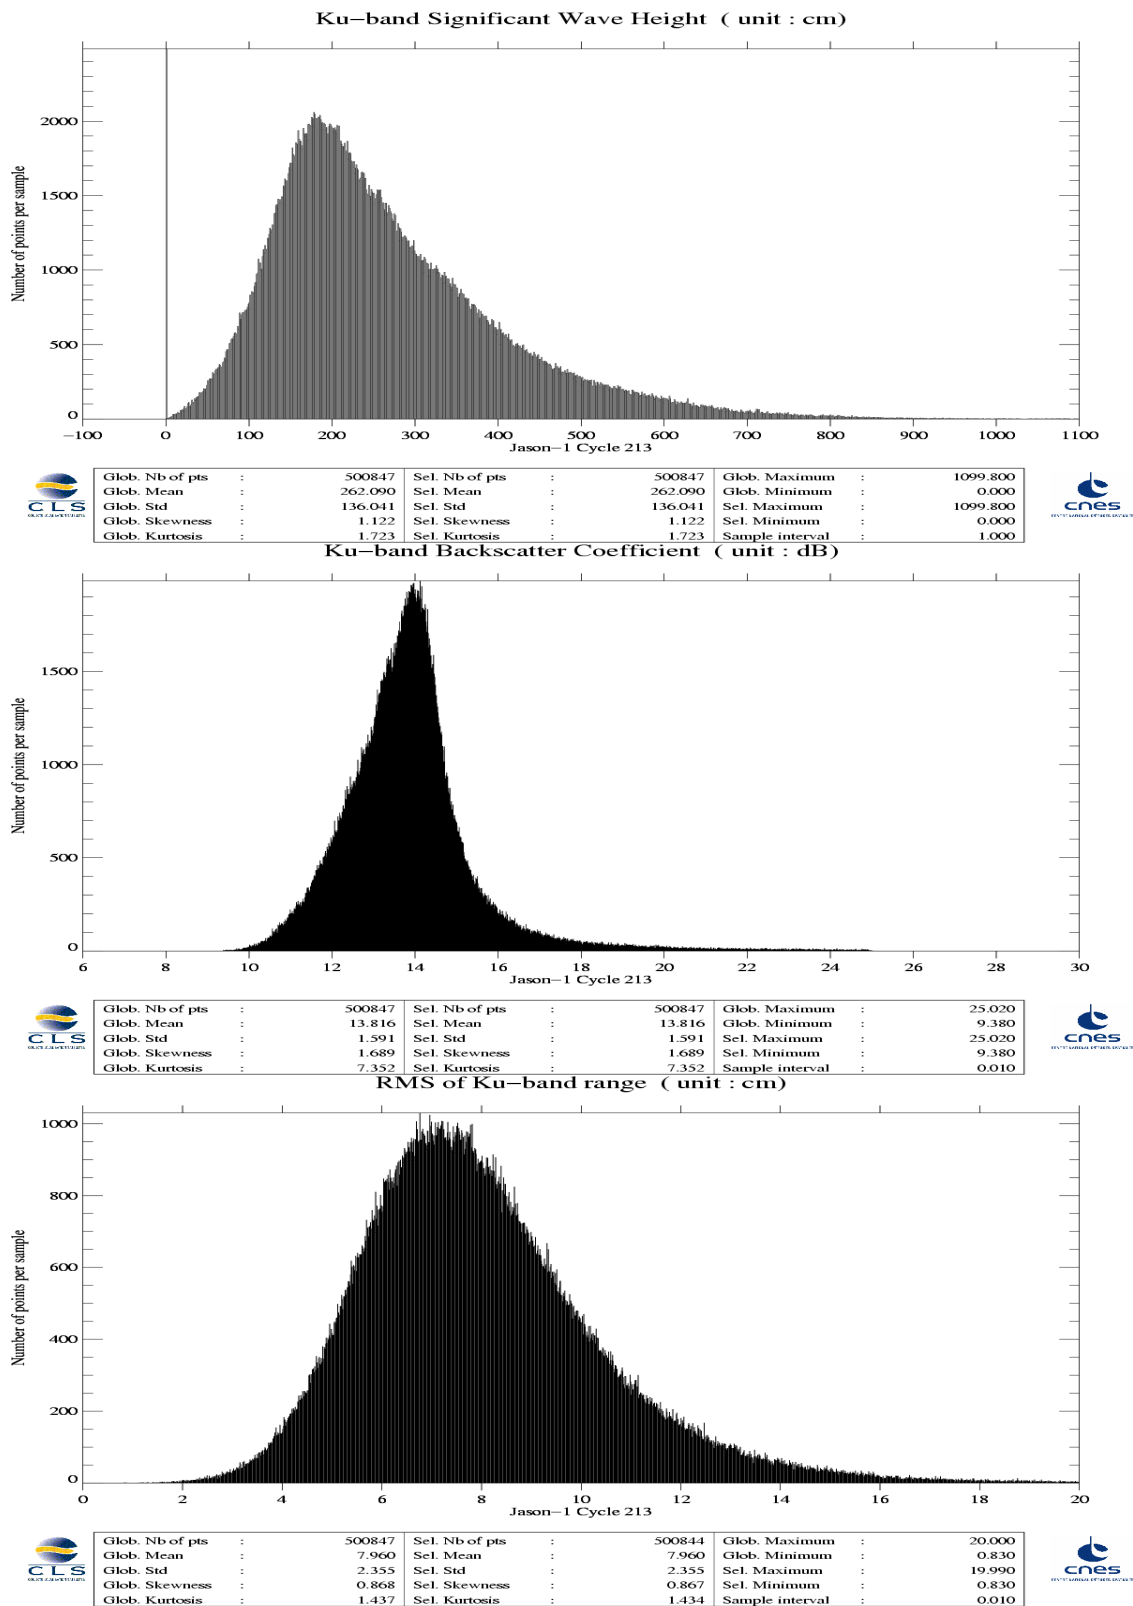 Ku-band Significant Wave Height ( unit : cm)
Number of points per sample
2000
1500
1000
500
0
-100 0 100 200 300 400 500 600 700 800 900 1000 1100
Jason-1 Cycle 213
CLS
Glob. Nb of pts : 500847 Sel. Nb of pts : 500847 Glob. Maximum : 1099.800
Glob. Mean : 262.090 Sel. Mean : 262.090 Glob. Minimum : 0.000
Glob. Std : 136.041 Sel. Std : 136.041 Sel. Maximum : 1099.800
Glob. Skewness : 1.122 Sel. Skewness : 1.122 Sel. Minimum : 0.000
Glob. Kurtosis : 1.723 Sel. Kurtosis : 1.723 Sample interval : 1.000
cnes
Ku-band Backscatter Coefficient ( unit : dB)
Number of points per sample
1500
1000
500
0
6 8 10 12 14 16 18 20 22 24 26 28 30
Jason-1 Cycle 213
CLS
Glob. Nb of pts : 500847 Sel. Nb of pts : 500847 Glob. Maximum : 25.020
Glob. Mean : 13.816 Sel. Mean : 13.816 Glob. Minimum : 9.380
Glob. Std : 1.591 Sel. Std : 1.591 Sel. Maximum : 25.020
Glob. Skewness : 1.689 Sel. Skewness : 1.689 Sel. Minimum : 9.380
Glob. Kurtosis : 7.352 Sel. Kurtosis : 7.352 Sample interval : 0.010
cnes
RMS of Ku-band range ( unit : cm)
Number of points per sample
1000
800
600
400
200
0
0 2 4 6 8 10 12 14 16 18 20
Jason-1 Cycle 213
CLS
Glob. Nb of pts : 500847 Sel. Nb of pts : 500844 Glob. Maximum : 20.000
Glob. Mean : 7.960 Sel. Mean : 7.960 Glob. Minimum : 0.830
Glob. Std : 2.355 Sel. Std : 2.355 Sel. Maximum : 19.990
Glob. Skewness : 0.868 Sel. Skewness : 0.867 Sel. Minimum : 0.830
Glob. Kurtosis : 1.437 Sel. Kurtosis : 1.434 Sample interval : 0.010
cnes